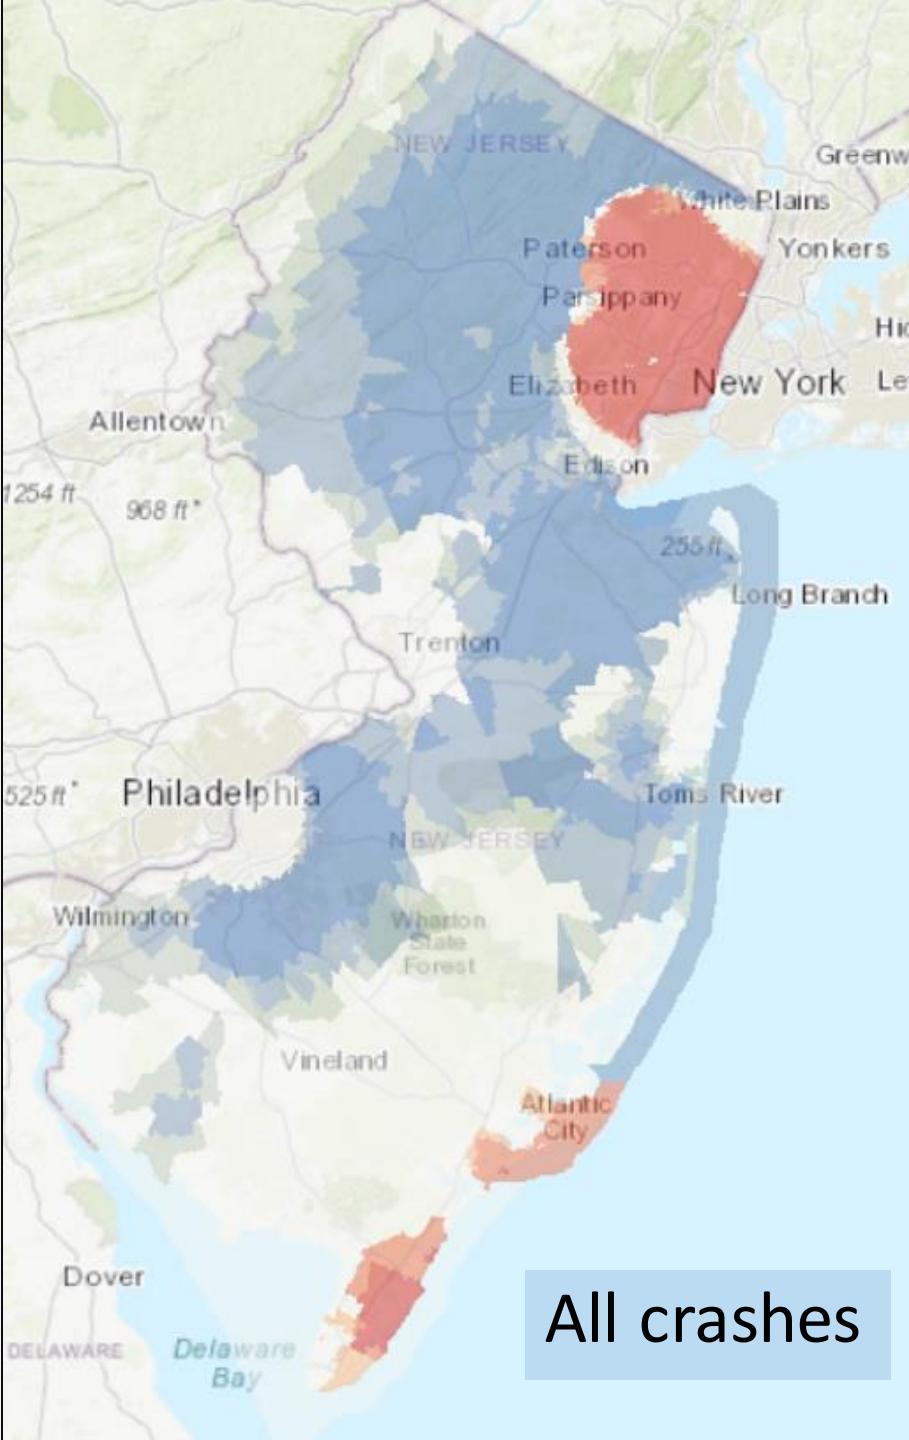 NEW JERSEY
Greenw
White Plains
Paterson
Yonkers
Parsippany
Hic
Elizabeth
New York
Le
Allentown
Edison
1254 ft
968 ft
255 ft
Long Branch
Trenton
525 ft
Philadelphia
Toms River
NEW JERSEY
Wilmington
Wharton
State
Forest
Vineland
Atlantic
City
Dover
All crashes
DELAWARE
Delaware
Bay